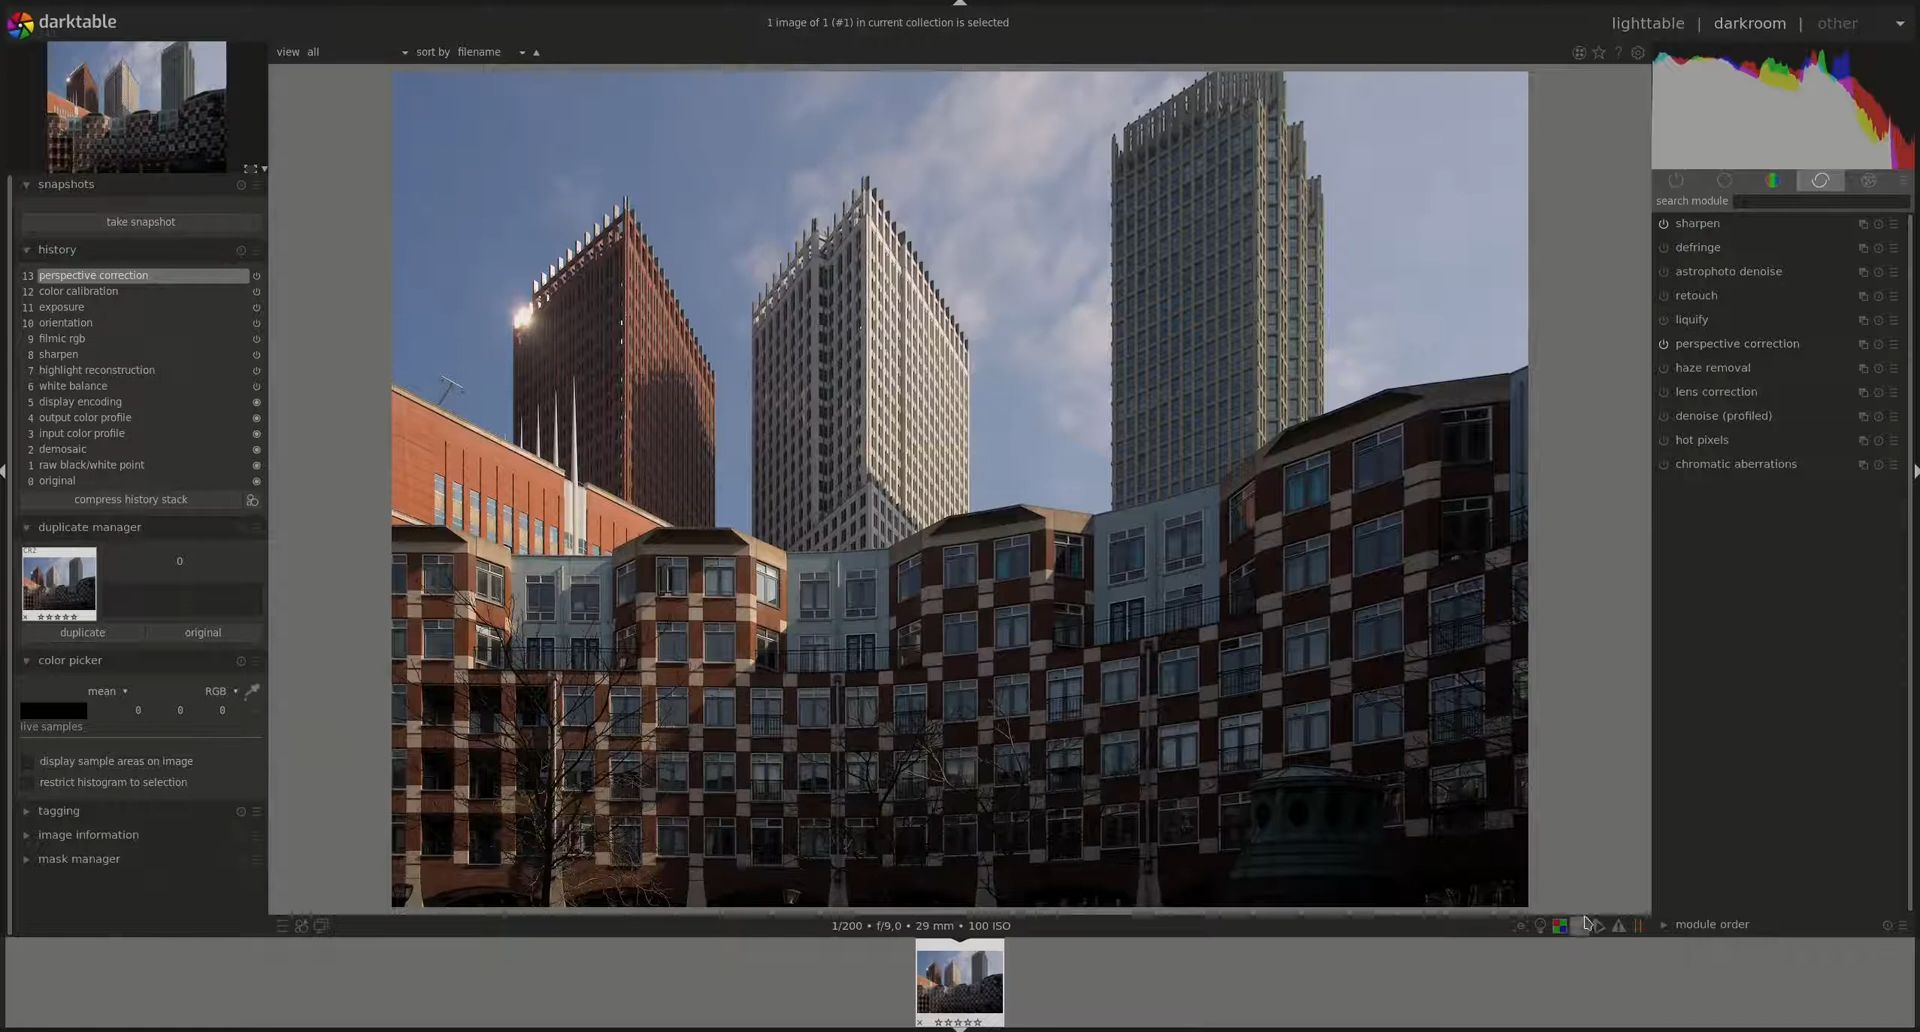 darktable
1 image of 1 (#1) in current collection is selected
lighttable | darkroom | other
view all sort by filename
snapshots
take snapshot
history
13 perspective correction
12 color calibration
11 exposure
10 orientation
9 filmic rgb
8 sharpen
7 highlight reconstruction
6 white balance
5 display encoding
4 output color profile
3 input color profile
2 demosaic
1 raw black/white point
0 original
compress history stack
duplicate manager
CR2
0
duplicate original
color picker
mean RGB
0 0 0
live samples
display sample areas on image
restrict histogram to selection
tagging
image information
mask manager
1/200 • f/9,0 • 29 mm • 100 ISO
search module
sharpen
defringe
astrophoto denoise
retouch
liquify
perspective correction
haze removal
lens correction
denoise (profiled)
hot pixels
chromatic aberrations
module order